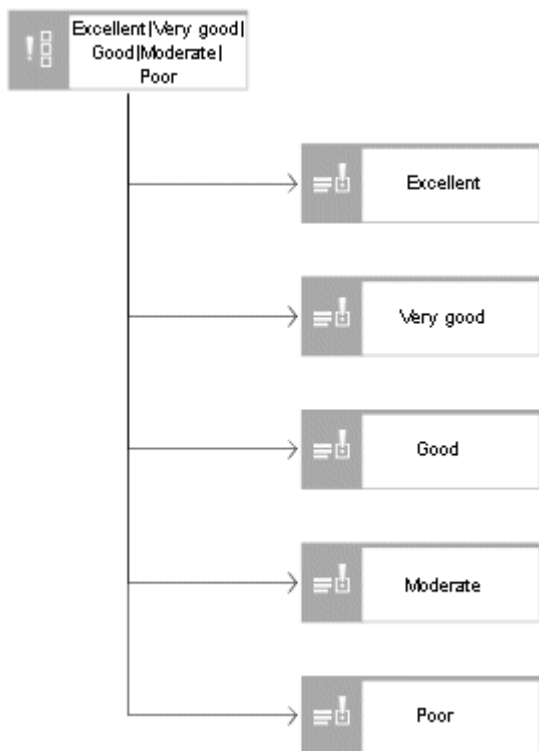 Excellent|Very good|
Good|Moderate|
Poor
Excellent
Very good
Good
Moderate
Poor